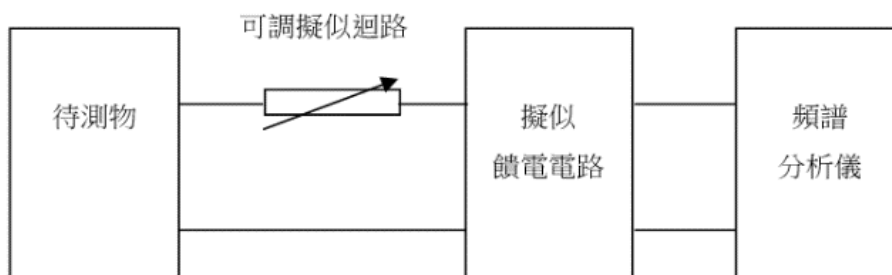 可調擬似迴路
待測物
擬似
饋電電路
頻譜
分析儀